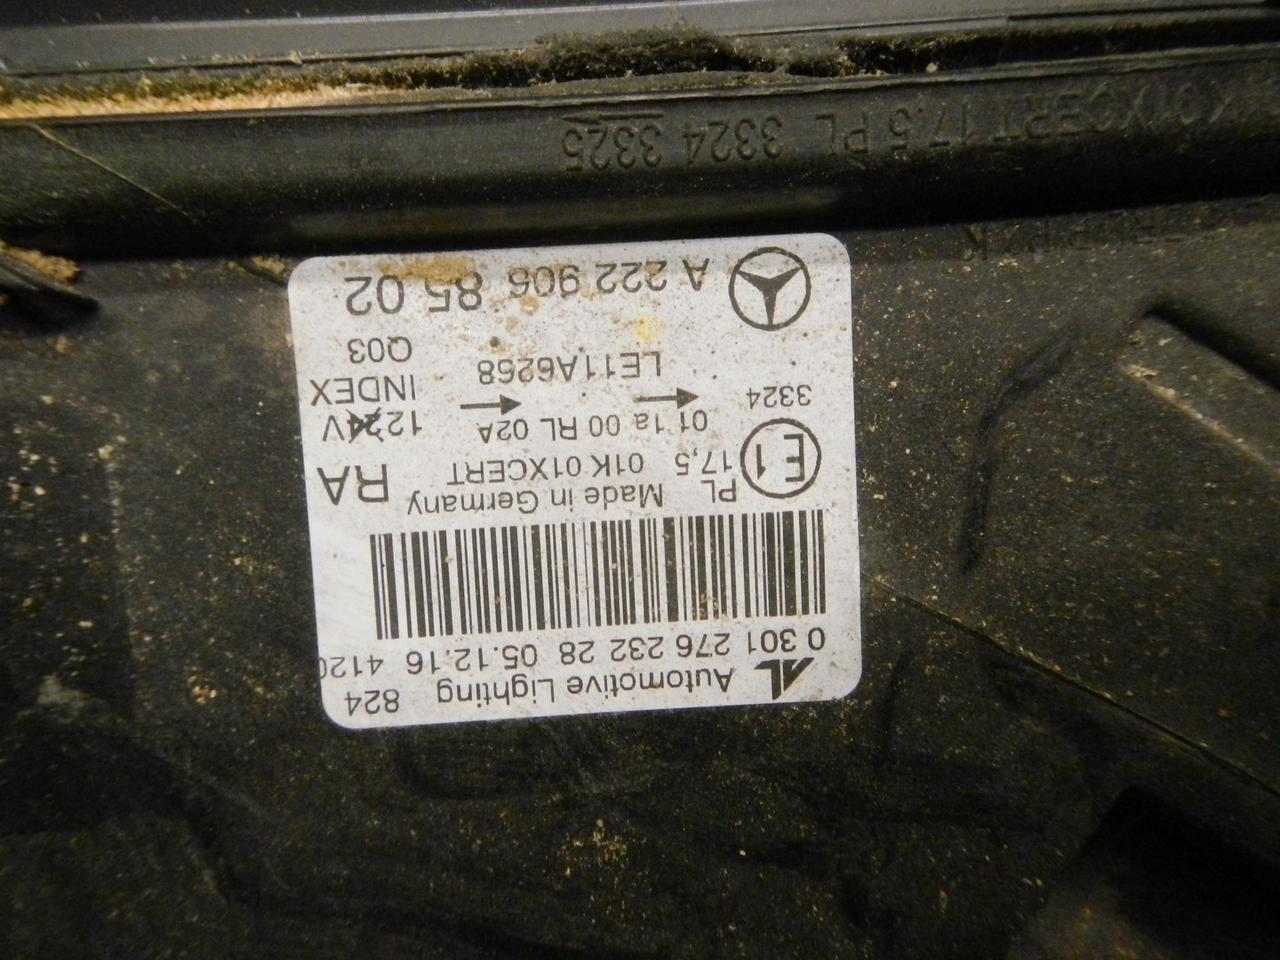 Automotive Lighting 824
0 301 276 232 28 05.12.16 412
Made in Germany
E1 PL 17,5 01K 01XCERT RA
01 1a 00 RL 02A 12 24V
3324 INDEX
LE11A6268 Q03
A 222 906 85 02
01XCERT 17,5 PL 3324 3325